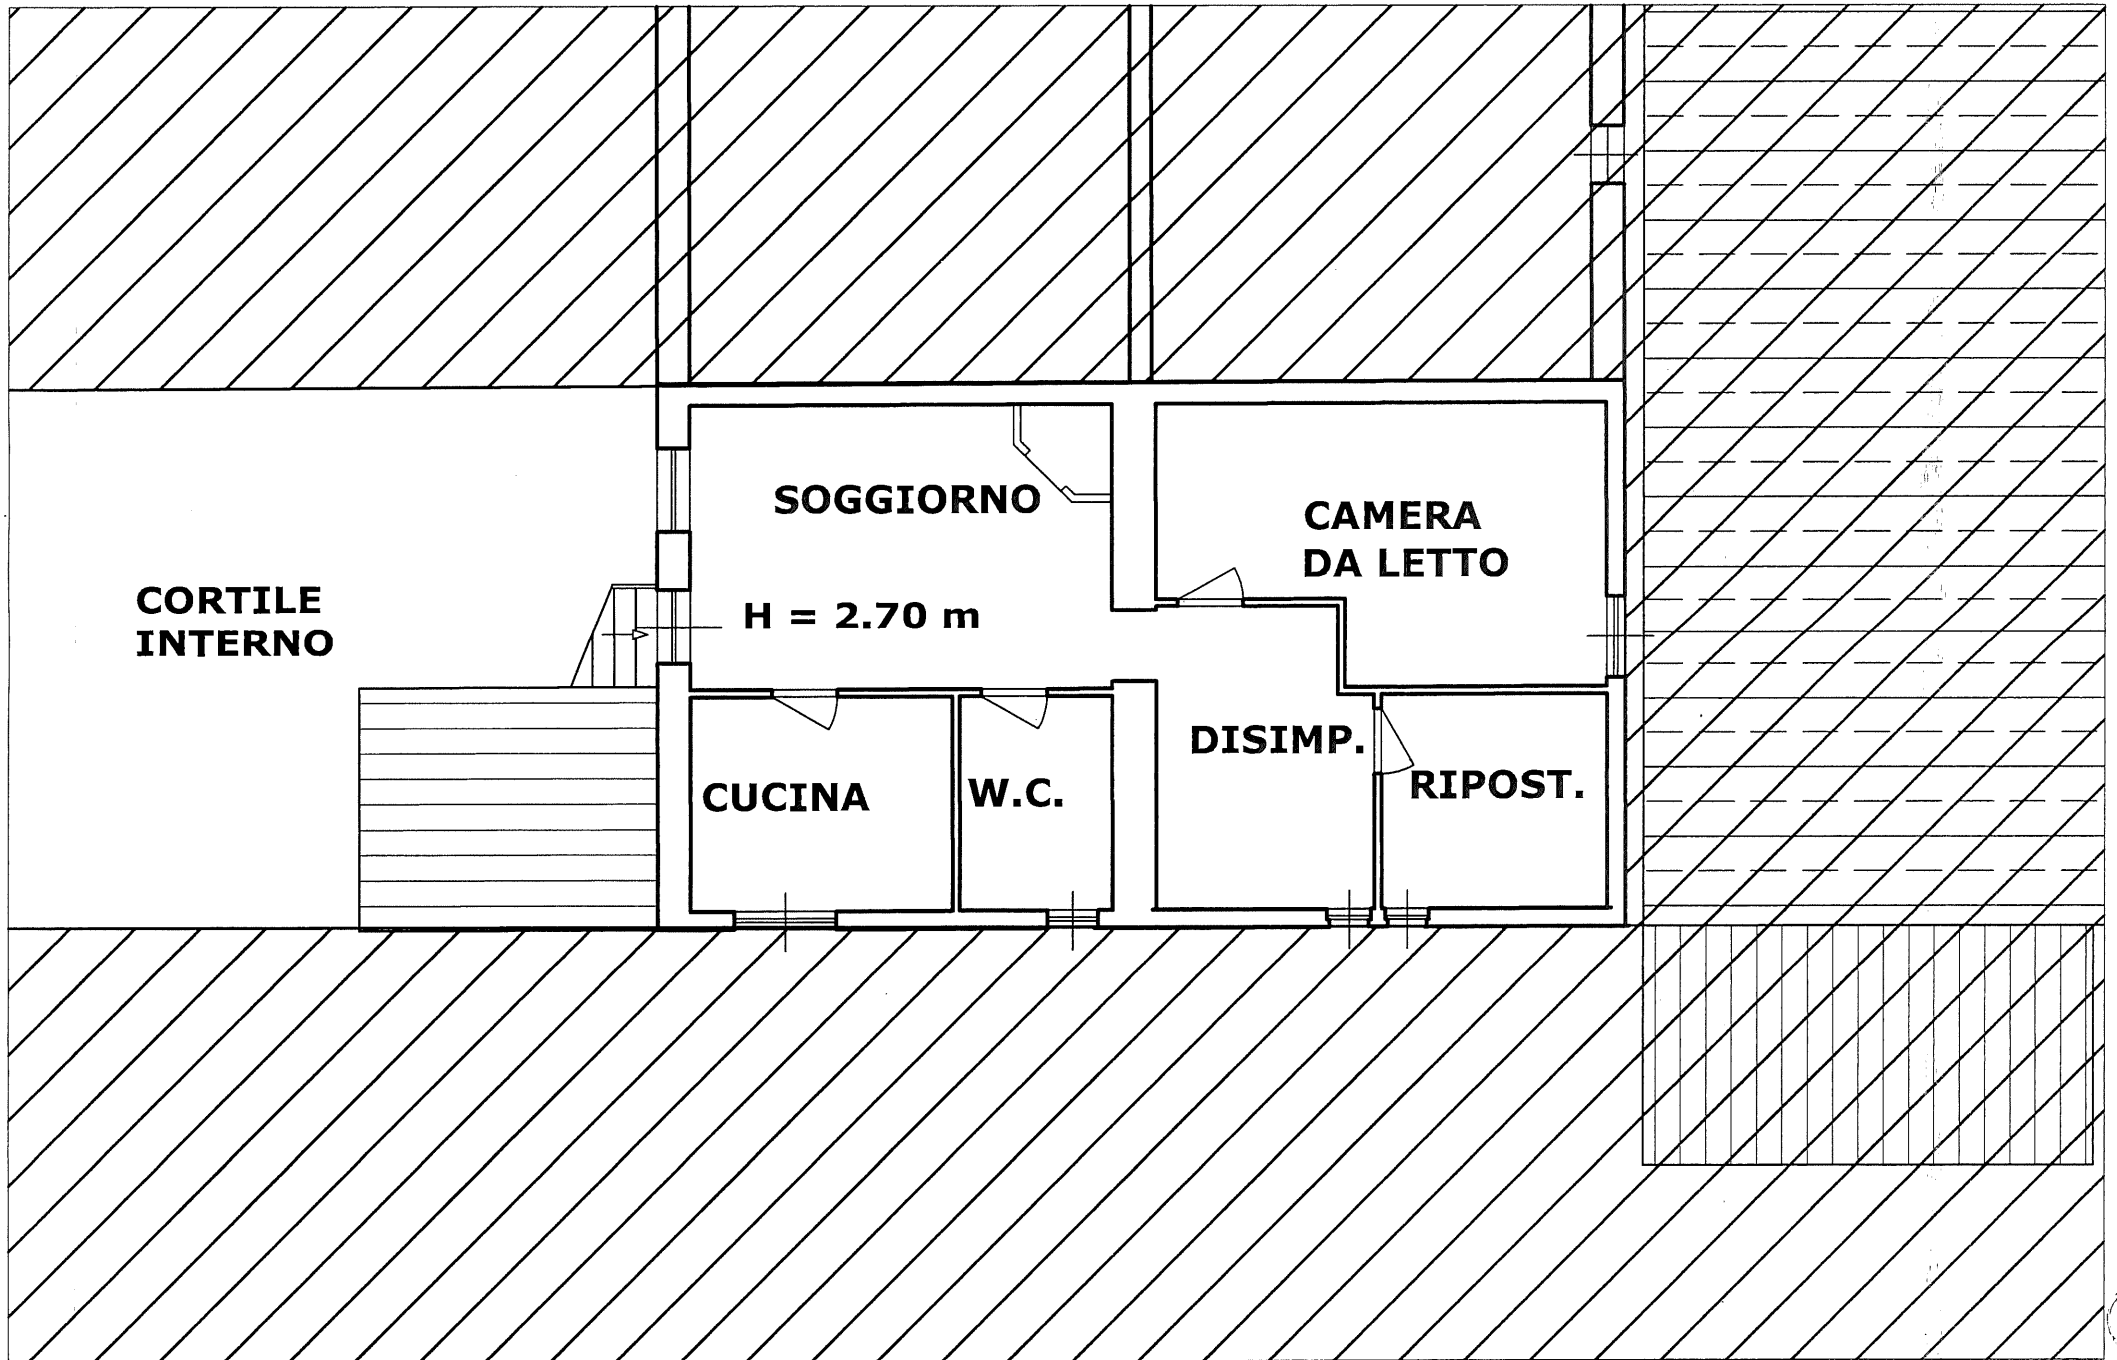 SOGGIORNO
CAMERA
DA LETTO
CORTILE
INTERNO
H = 2.70 m
DISIMP.
CUCINA
W.C.
RIPOST.